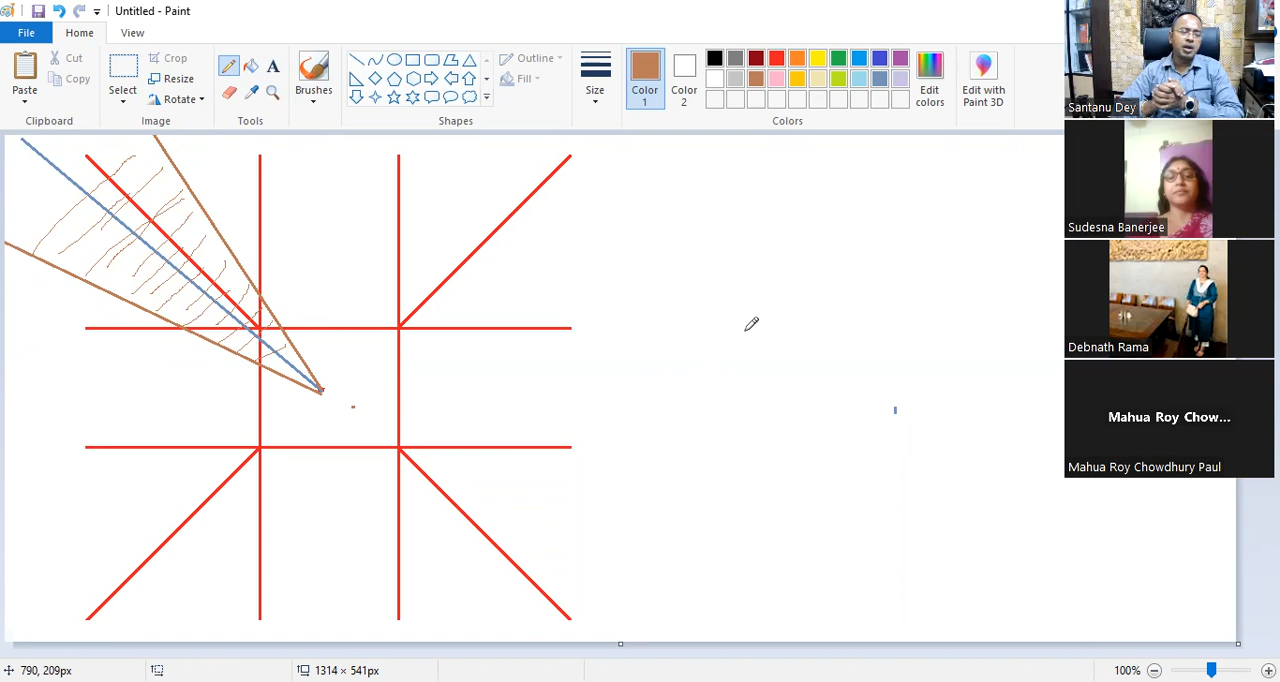 Untitled - Paint
File
Home
View
Paste
Cut
Copy
Clipboard
Select
Crop
Resize
Rotate
Image
A
Tools
Brushes
Shapes
Outline
Fill
Size
Color 1
Color 2
Colors
Edit colors
Edit with Paint 3D
Santanu Dey
Sudesna Banerjee
Debnath Rama
Mahua Roy Chow...
Mahua Roy Chowdhury Paul
790, 209px
1314 × 541px
100%